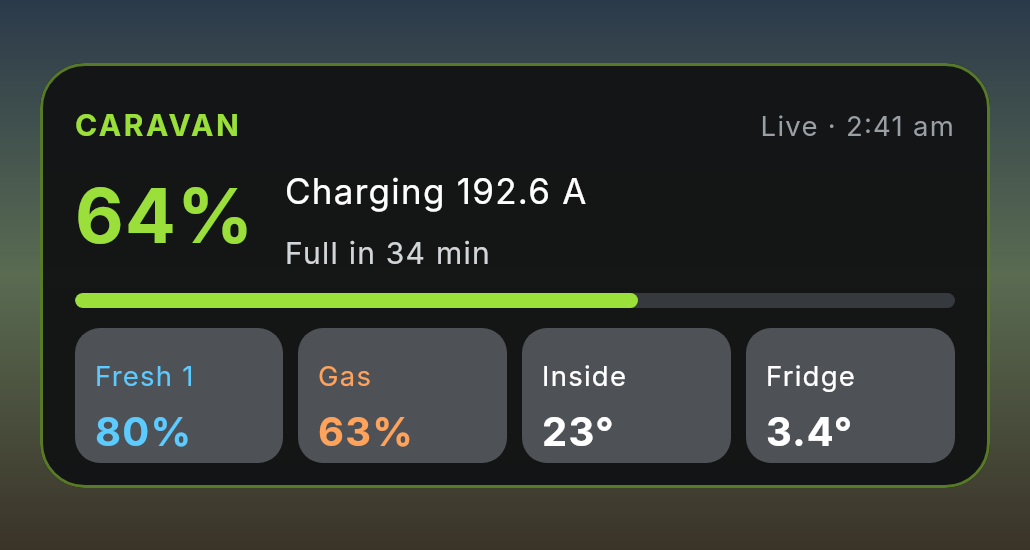 CARAVAN
Live · 2:41 am
64%
Charging 192.6 A
Full in 34 min
Fresh 1
80%
Gas
63%
Inside
23°
Fridge
3.4°